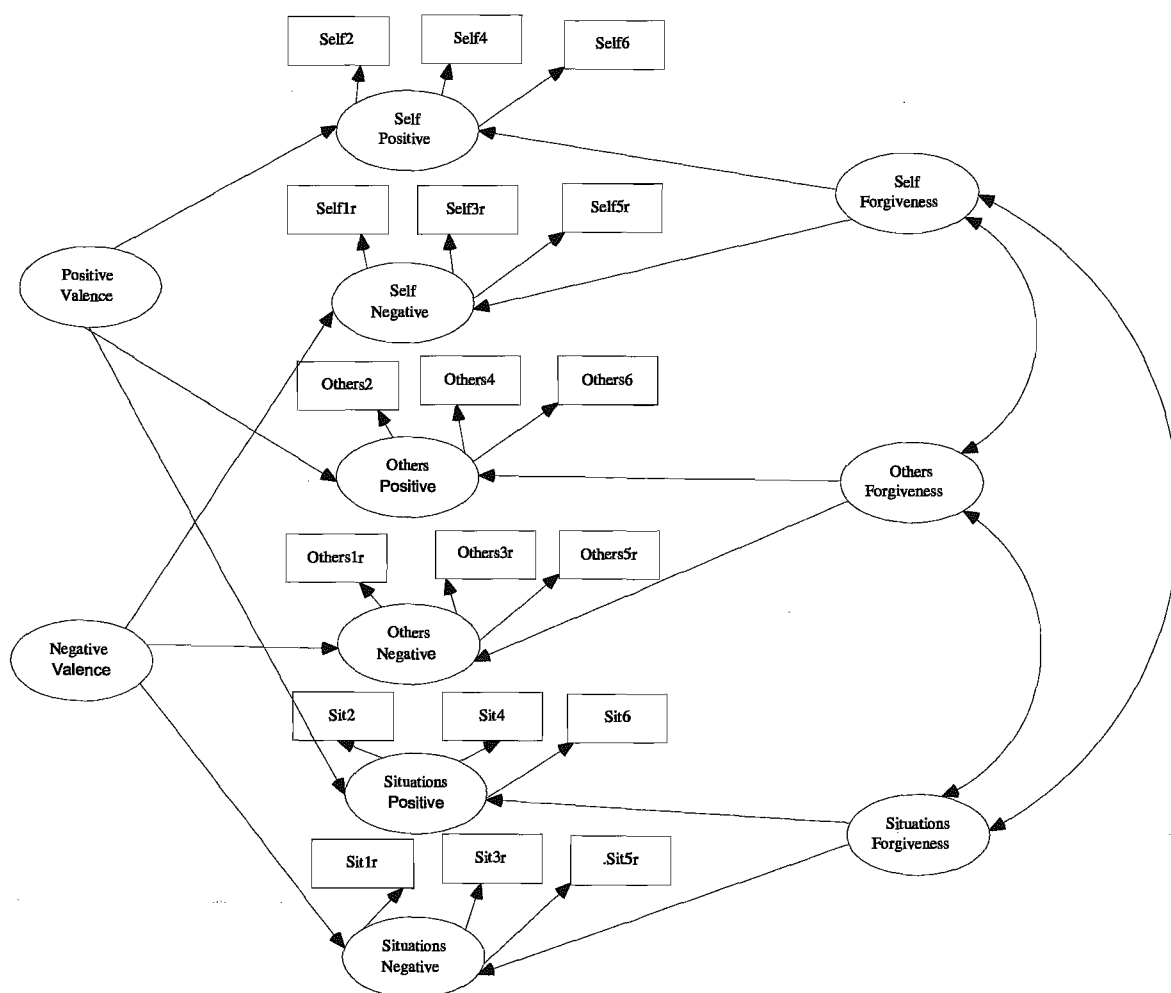 Self2
Self4
Self6
Self
Positive
Self
Forgiveness
Self1r
Self3r
Self5r
Positive
Valence
Self
Negative
Others2
Others4
Others6
Others
Positive
Others
Forgiveness
Others1r
Others3r
Others5r
Negative
Valence
Others
Negative
Sit2
Sit4
Sit6
Situations
Positive
Situations
Forgiveness
Sit1r
Sit3r
.Sit5r
Situations
Negative